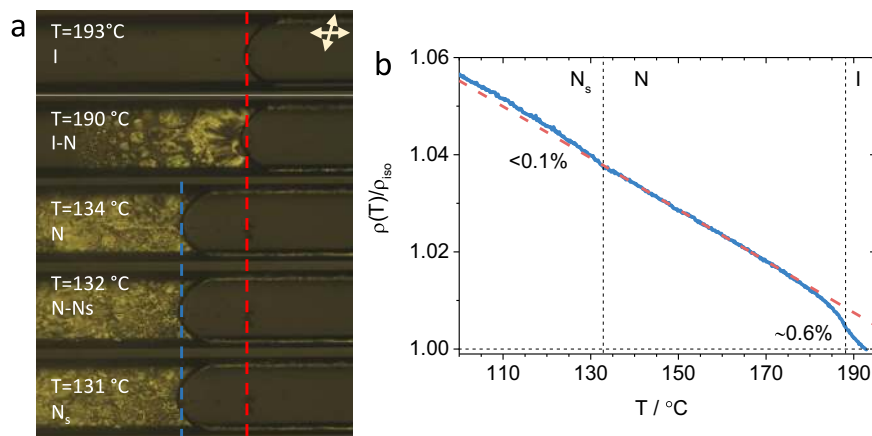 a
T=193°C
I
T=190 °C
I-N
T=134 °C
N
T=132 °C
N-Ns
T=131 °C
Ns
b
1.06
1.04
1.02
1.00
ρ(T)/ρiso
Ns N I
<0.1%
~0.6%
110 130 150 170 190
T / °C